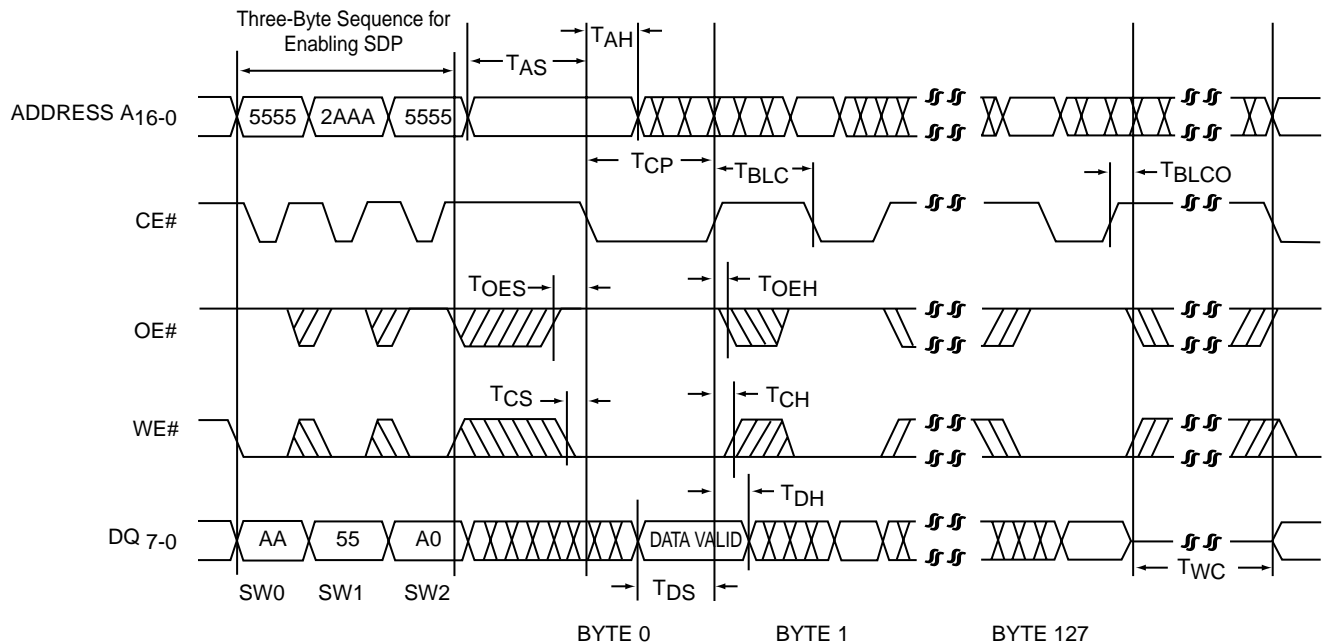 Three-Byte Sequence for
Enabling SDP
TAH
TAS
ADDRESS A16-0
5555
2AAA
5555
TCP
TBLC
TBLCO
CE#
TOES
TOEH
OE#
TCS
TCH
WE#
TDH
DQ 7-0
AA
55
A0
DATA VALID
TWC
SW0
SW1
SW2
TDS
BYTE 0
BYTE 1
BYTE 127